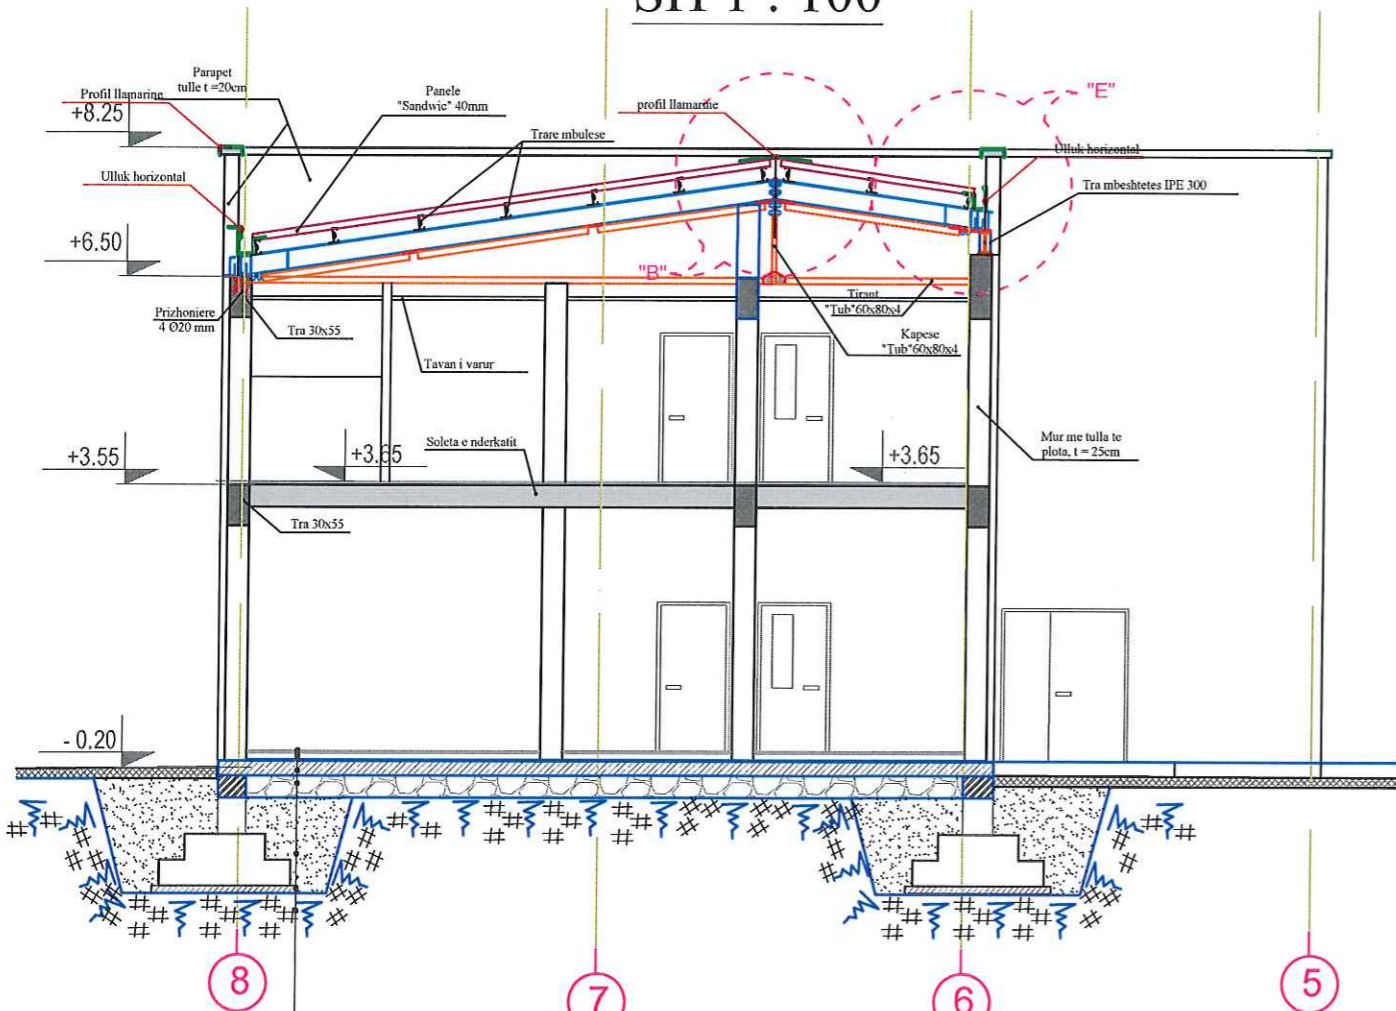 SH 1 : 100
Parapet
tulle t =20cm
Profil llamarine
+8.25
Panele
"Sandwic" 40mm
profil llamarine
"E"
Trare mbulese
Ulluk horizontal
Ulluk horizontal
Tra mbeshtetes IPE 300
+6.50
"B"
Prizhoniere
4 Ø20 mm
Tra 30x55
Tirant
"Tub"60x80x4
Kapese
"Tub"60x80x4
Tavan i varur
+3.55
+3.65
Soleta e nderkatit
+3.65
Mur me tulla te
plota, t = 25cm
Tra 30x55
- 0.20
8
7
6
5